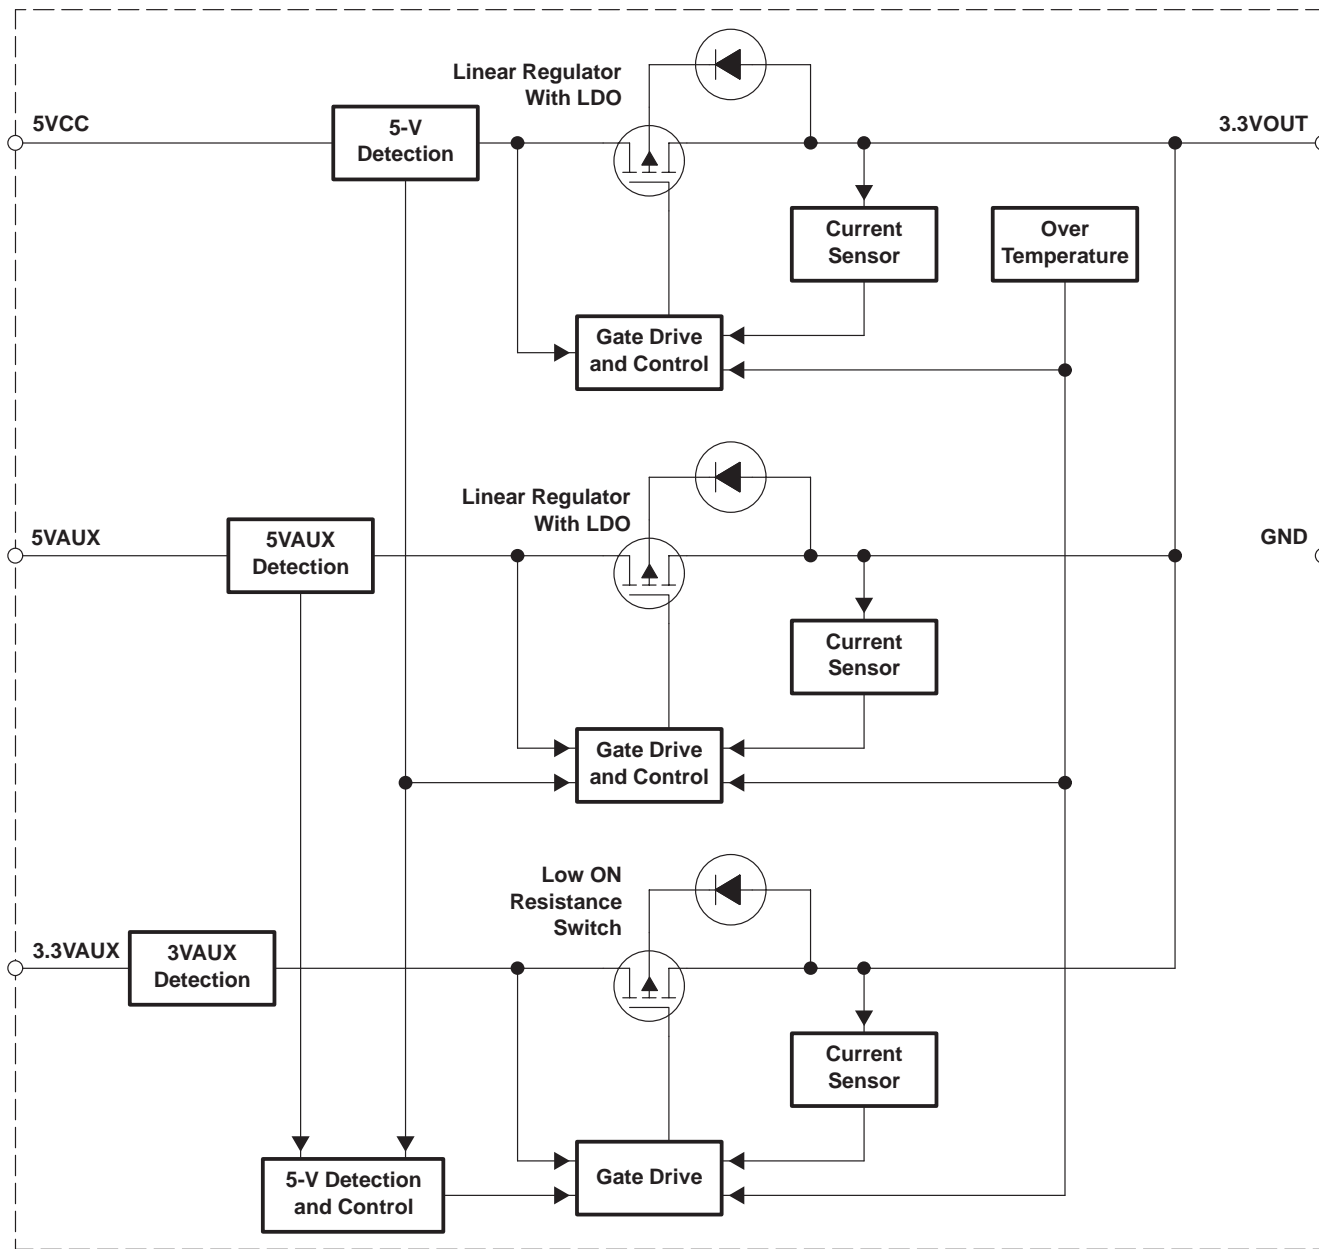 Linear Regulator
With LDO
5VCC
5-V
Detection
3.3VOUT
Current
Sensor
Over
Temperature
Gate Drive
and Control
Linear Regulator
With LDO
5VAUX
5VAUX
Detection
GND
Current
Sensor
Gate Drive
and Control
Low ON
Resistance
Switch
3.3VAUX
3VAUX
Detection
Current
Sensor
5-V Detection
and Control
Gate Drive